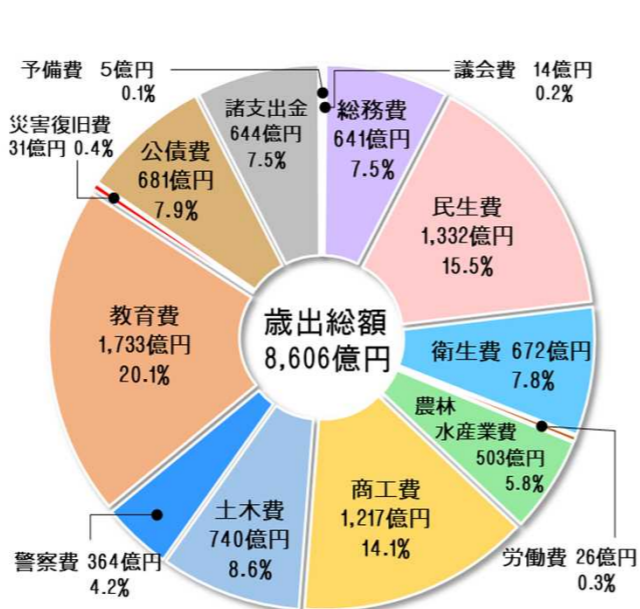 予備費 5億円
0.1%
議会費 14億円
0.2%
災害復旧費
31億円 0.4%
公債費
681億円
7.9%
諸支出金
644億円
7.5%
総務費
641億円
7.5%
民生費
1,332億円
15.5%
教育費
1,733億円
20.1%
歳出総額
8,606億円
衛生費 672億円
7.8%
農林
水産業費
503億円
5.8%
商工費
1,217億円
14.1%
土木費
740億円
8.6%
警察費 364億円
4.2%
労働費 26億円
0.3%